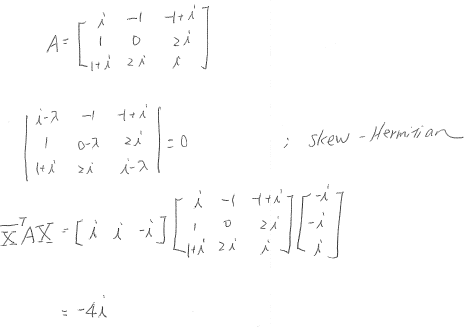 A = [ i -1 -1+i
1 0 2i
1+i 2i i ]
| i-λ -1 -1+i
1 0-λ 2i | = 0 ; skew-Hermitian
1+i 2i i-λ |
X̅ᵀAX = [ i i -i ] [ i -1 -1+i
1 0 2i
1+i 2i i ] [ -i
-i
i ]
= -4i